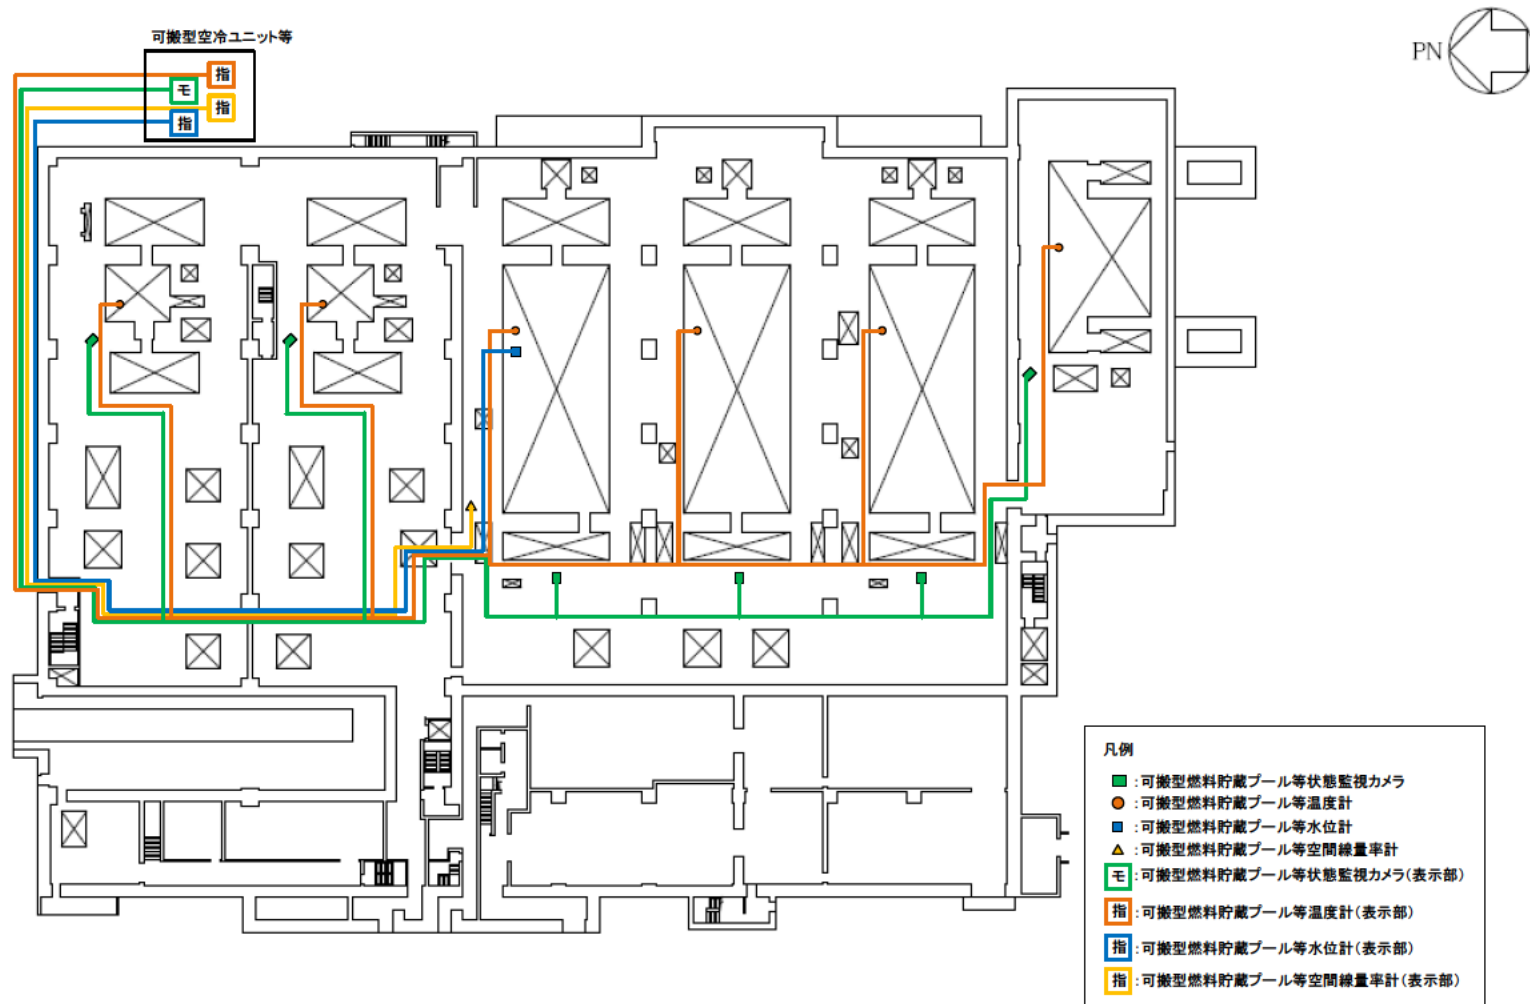 可搬型空冷ユニット等
指
モ
指
指
PN
凡例
：可搬型燃料貯蔵プール等状態監視カメラ
：可搬型燃料貯蔵プール等温度計
：可搬型燃料貯蔵プール等水位計
：可搬型燃料貯蔵プール等空間線量率計
モ：可搬型燃料貯蔵プール等状態監視カメラ（表示部）
指：可搬型燃料貯蔵プール等温度計（表示部）
指：可搬型燃料貯蔵プール等水位計（表示部）
指：可搬型燃料貯蔵プール等空間線量率計（表示部）